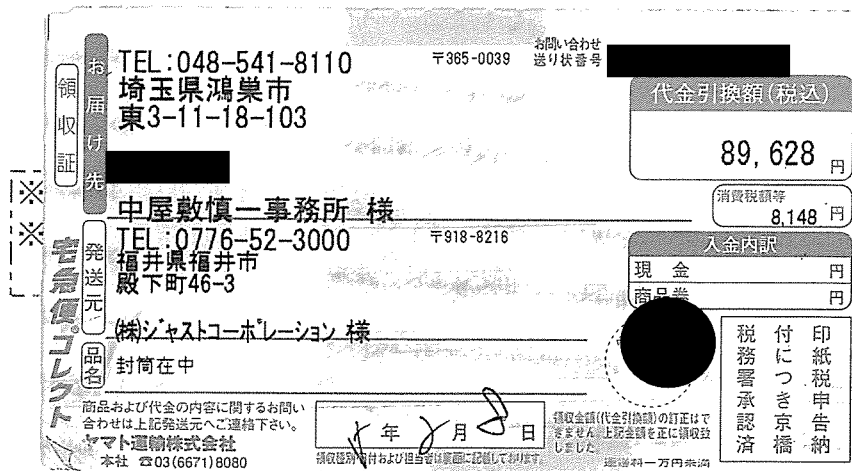 領収証
お届け先
TEL:048-541-8110
〒365-0039
埼玉県鴻巣市
東3-11-18-103
中屋敷慎一事務所 様
お問い合わせ
送り状番号
代金引換額(税込)
89,628 円
消費税額等
8,148 円
発送元
TEL:0776-52-3000
〒918-8216
福井県福井市
殿下町46-3
(株)ジャストコーポレーション 様
入金内訳
現金 円
商品券 円
品名
封筒在中
※
※
宅急便コレクト
商品および代金の内容に関するお問い
合わせは上記発送元へご連絡下さい。
ヤマト運輸株式会社
本社 ☎03(6671)8080
年 2月 8日
領収金額(代金引換額)の訂正はで
きません 上記金額を正に領収致
しました
印紙税申告納
付につき京橋
税務署承認済